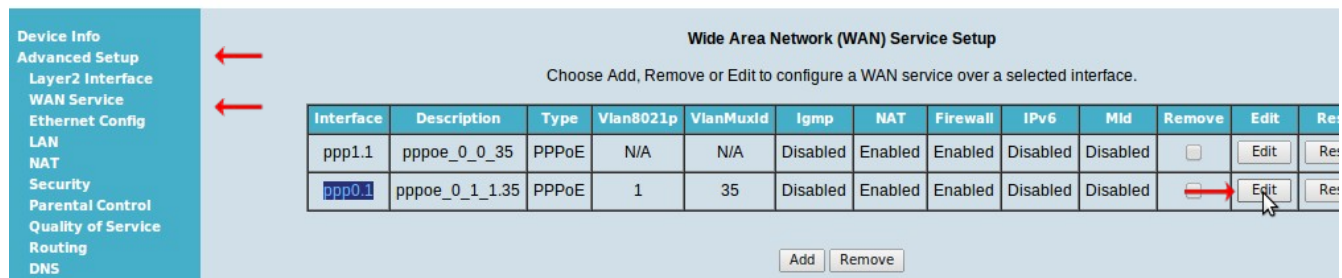 Device Info
Advanced Setup
Layer2 Interface
WAN Service
Ethernet Config
LAN
NAT
Security
Parental Control
Quality of Service
Routing
DNS
Wide Area Network (WAN) Service Setup
Choose Add, Remove or Edit to configure a WAN service over a selected interface.
Interface Description Type Vlan8021p VlanMuxId Igmp NAT Firewall IPv6 Mld Remove Edit
ppp1.1 pppoe_0_0_35 PPPoE N/A N/A Disabled Enabled Enabled Disabled Disabled Edit
ppp0.1 pppoe_0_1_1.35 PPPoE 1 35 Disabled Enabled Enabled Disabled Disabled Edit
Add Remove